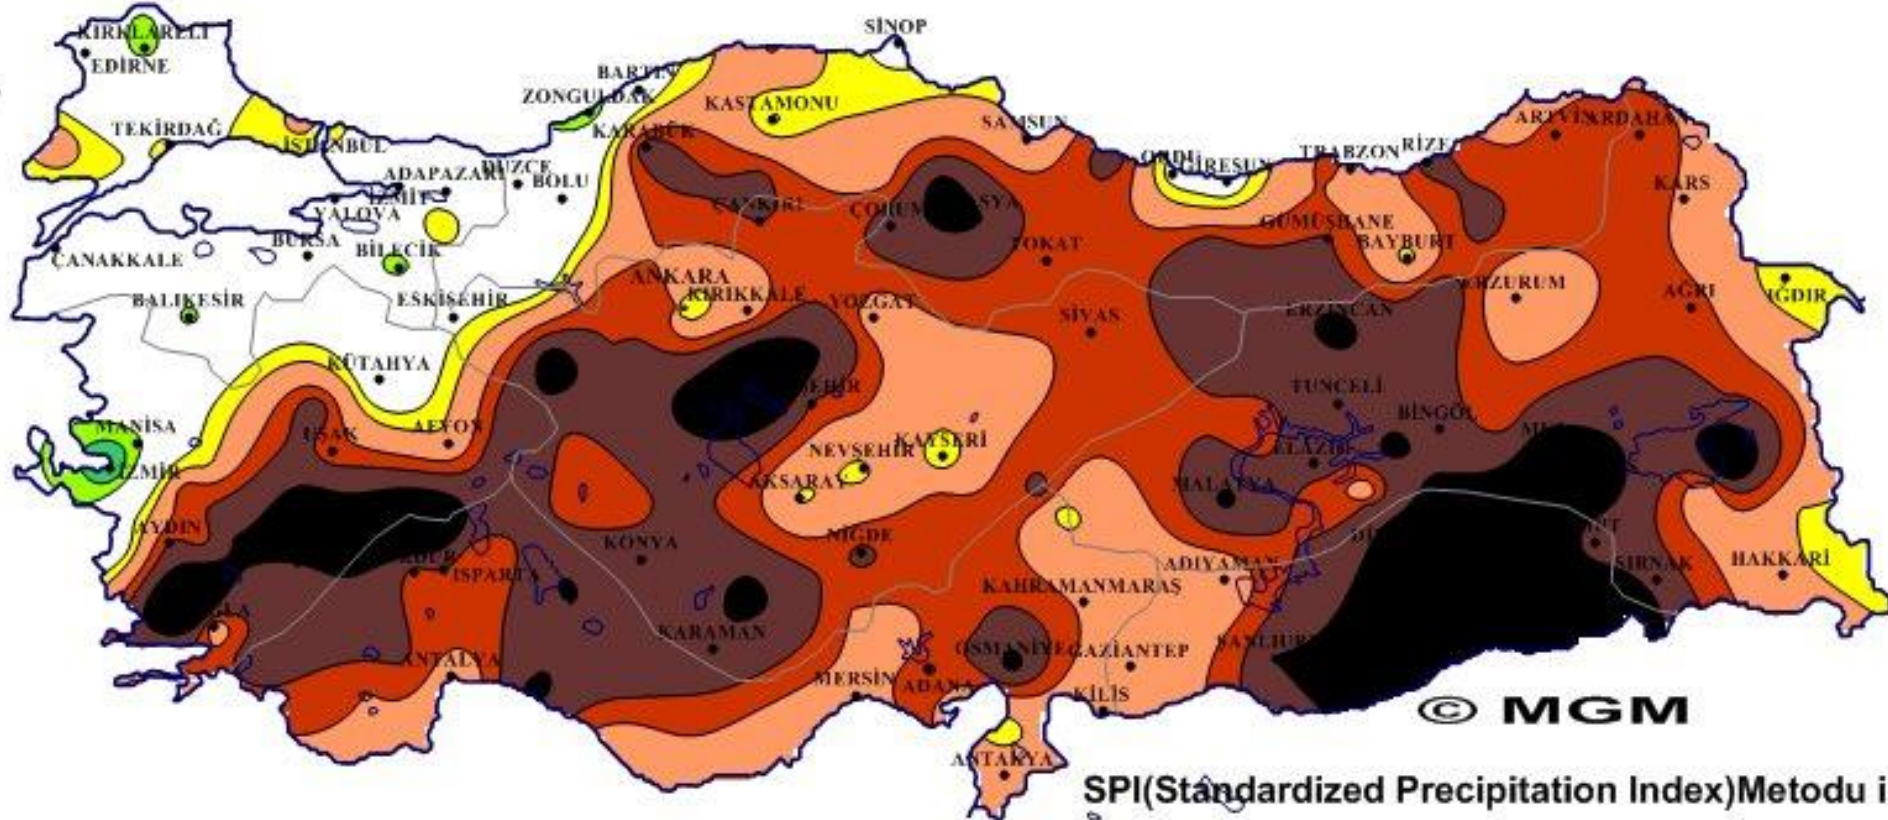 SİNOP
KIRKLARELİ
EDİRNE
BARTIN
ZONGULDAK
KASTAMONU
TEKİRDAĞ
KARABÜK
SAMSUN
ARTVİN
ARDAHAN
İSTANBUL
ORDU
GİRESUN
TRABZON
RİZE
ADAPAZARI
DÜZCE
BOLU
İZMİT
YALOVA
KARS
ÇANKIRI
ÇORUM
BURSA
BİLECİK
GÜMÜŞHANE
BAYBURT
TOKAT
ÇANAKKALE
ANKARA
ERZURUM
AĞRI
IĞDIR
BALIKESİR
ESKİŞEHİR
KIRIKKALE
YOZGAT
SİVAS
ERZİNCAN
KÜTAHYA
TUNCELİ
BİNGÖL
MANİSA
UŞAK
AFYON
NEVŞEHİR
KAYSERİ
ELAZIĞ
İZMİR
AKSARAY
MALATYA
AYDIN
KONYA
NİĞDE
ISPARTA
ADIYAMAN
SIRNAK
HAKKARİ
KAHRAMANMARAŞ
KARAMAN
OSMANİYE
GAZİANTEP
ANTALYA
MERSİN
ADANA
KİLİS
© MGM
ANTAKYA
SPI(Standardized Precipitation Index)Metodu i